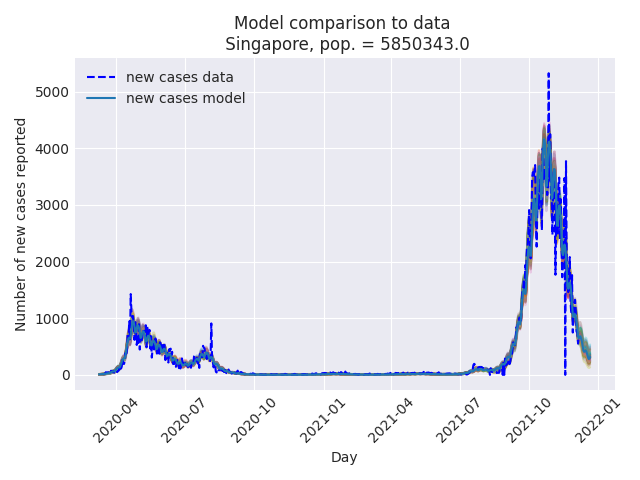 Model comparison to data
Singapore, pop. = 5850343.0
new cases data
new cases model
Number of new cases reported
5000
4000
3000
2000
1000
0
2020-04
2020-07
2020-10
2021-01
2021-04
2021-07
2021-10
2022-01
Day